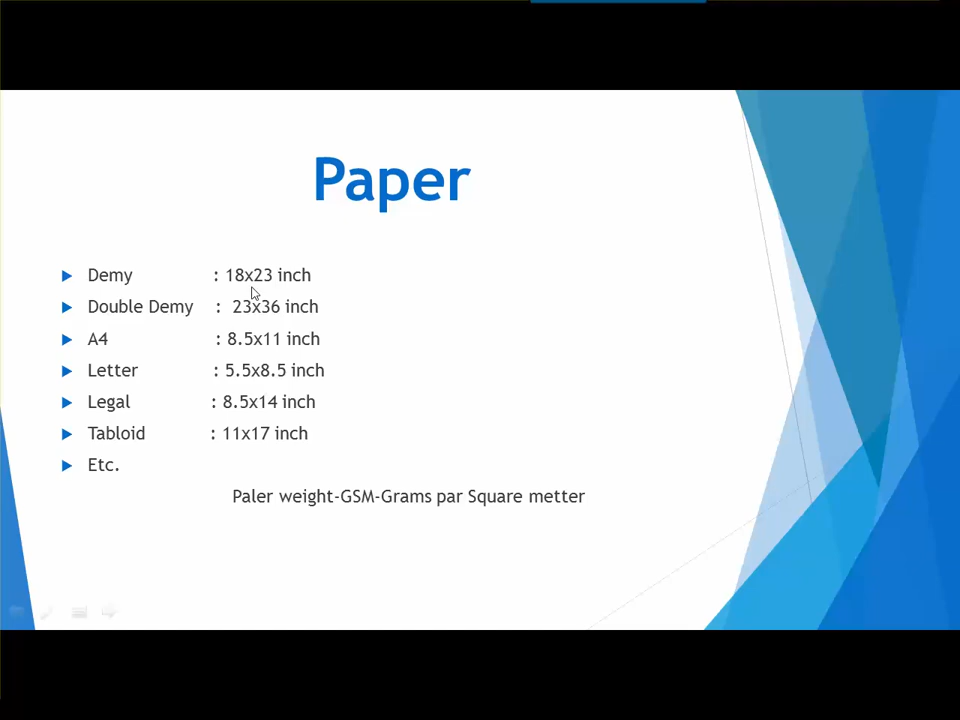 Paper
Demy : 18x23 inch
Double Demy : 23x36 inch
A4 : 8.5x11 inch
Letter : 5.5x8.5 inch
Legal : 8.5x14 inch
Tabloid : 11x17 inch
Etc.
Paler weight-GSM-Grams par Square metter